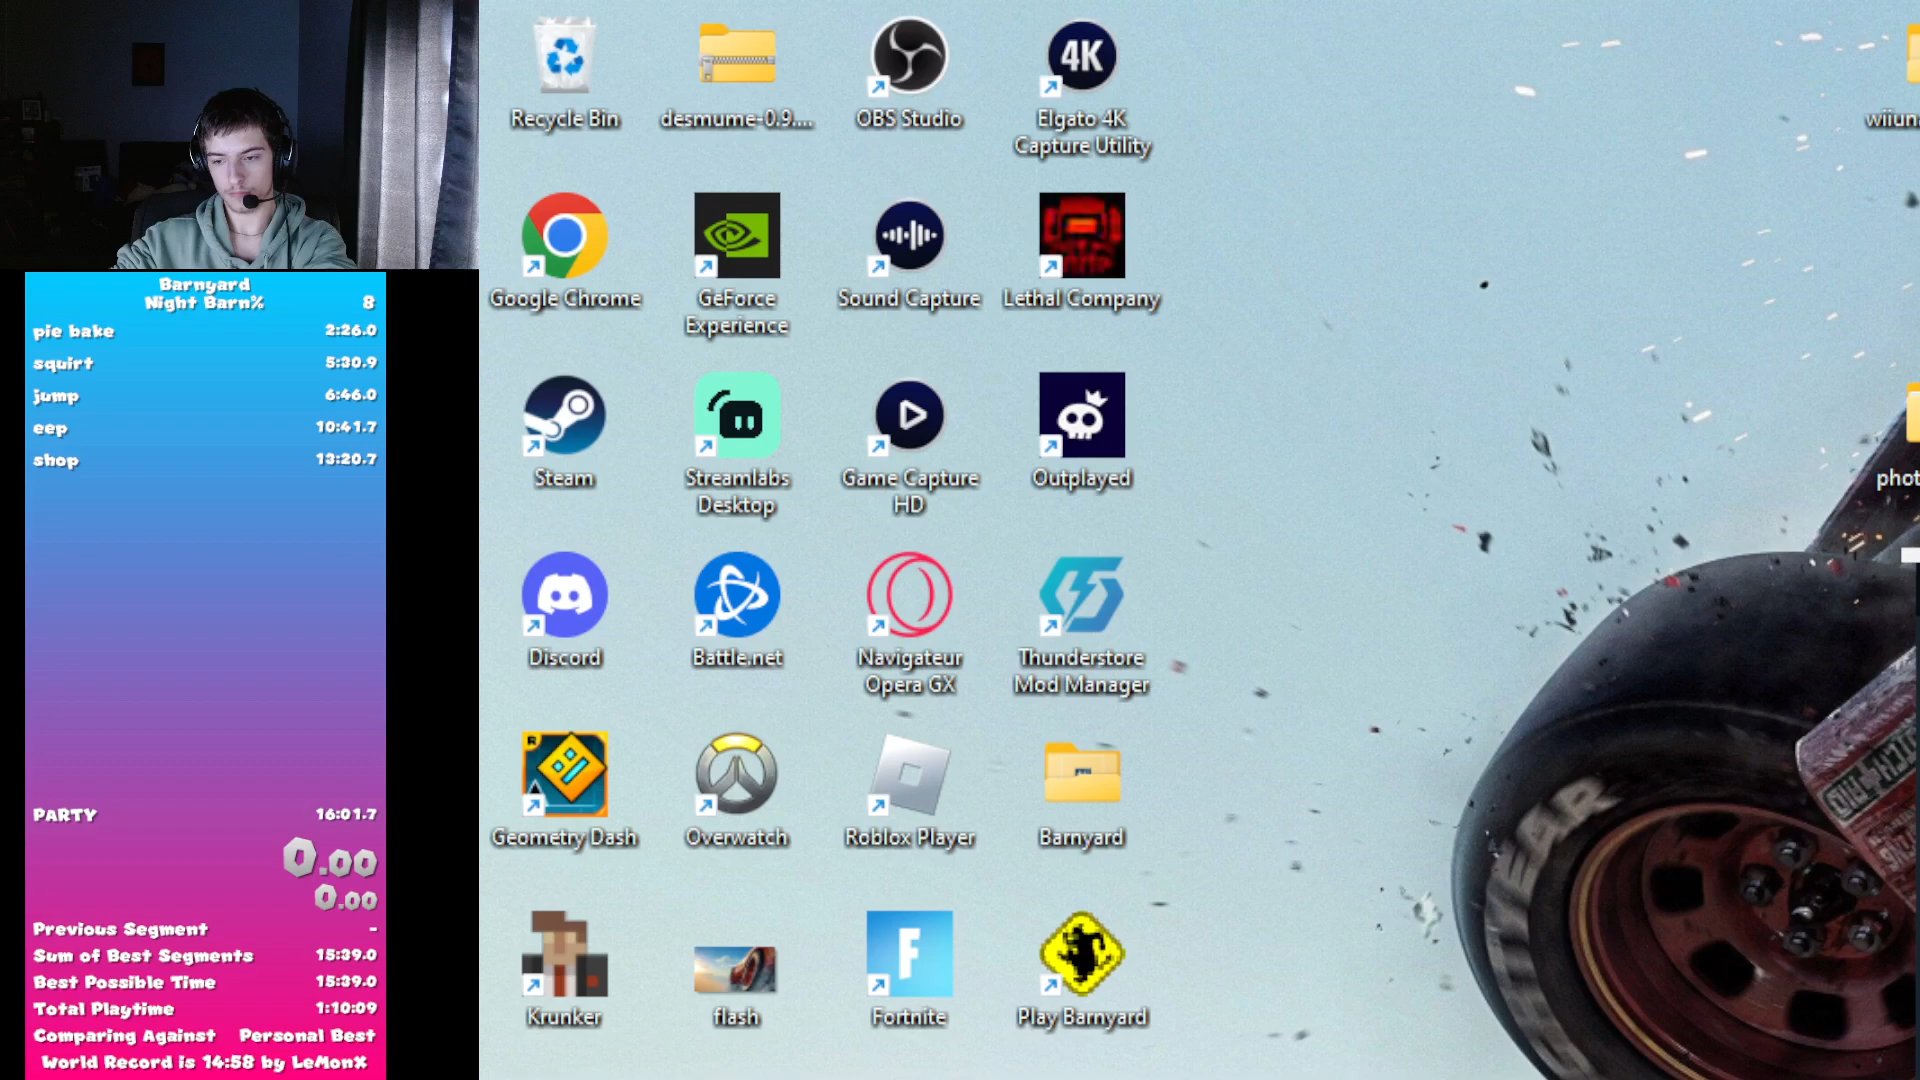 Barnyard
Night Barn% 8
pie bake 2:26.0
squirt 5:30.9
jump 6:46.0
eep 10:41.7
shop 13:20.7
PARTY 16:01.7
0.00
0.00
Previous Segment -
Sum of Best Segments 15:39.0
Best Possible Time 15:39.0
Total Playtime 1:10:09
Comparing Against Personal Best
World Record is 14:58 by LeMonX
Recycle Bin
desmume-0.9....
OBS Studio
4K
Elgato 4K
Capture Utility
Google Chrome
GeForce
Experience
Sound Capture
Lethal Company
Steam
Streamlabs
Desktop
Game Capture
HD
Outplayed
Discord
Battle.net
Navigateur
Opera GX
Thunderstore
Mod Manager
R
Geometry Dash
Overwatch
Roblox Player
Barnyard
Krunker
flash
F
Fortnite
Play Barnyard
wiiun
phot
EAR